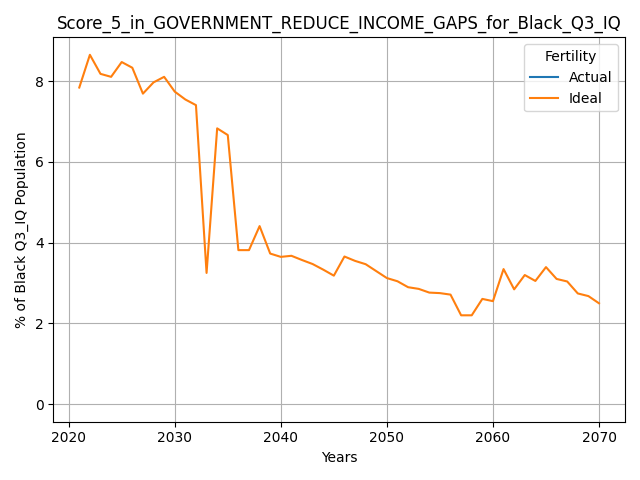 Score_5_in_GOVERNMENT_REDUCE_INCOME_GAPS_for_Black_Q3_IQ
Fertility
Actual
Ideal
% of Black Q3_IQ Population
8
6
4
2
0
2020 2030 2040 2050 2060 2070
Years